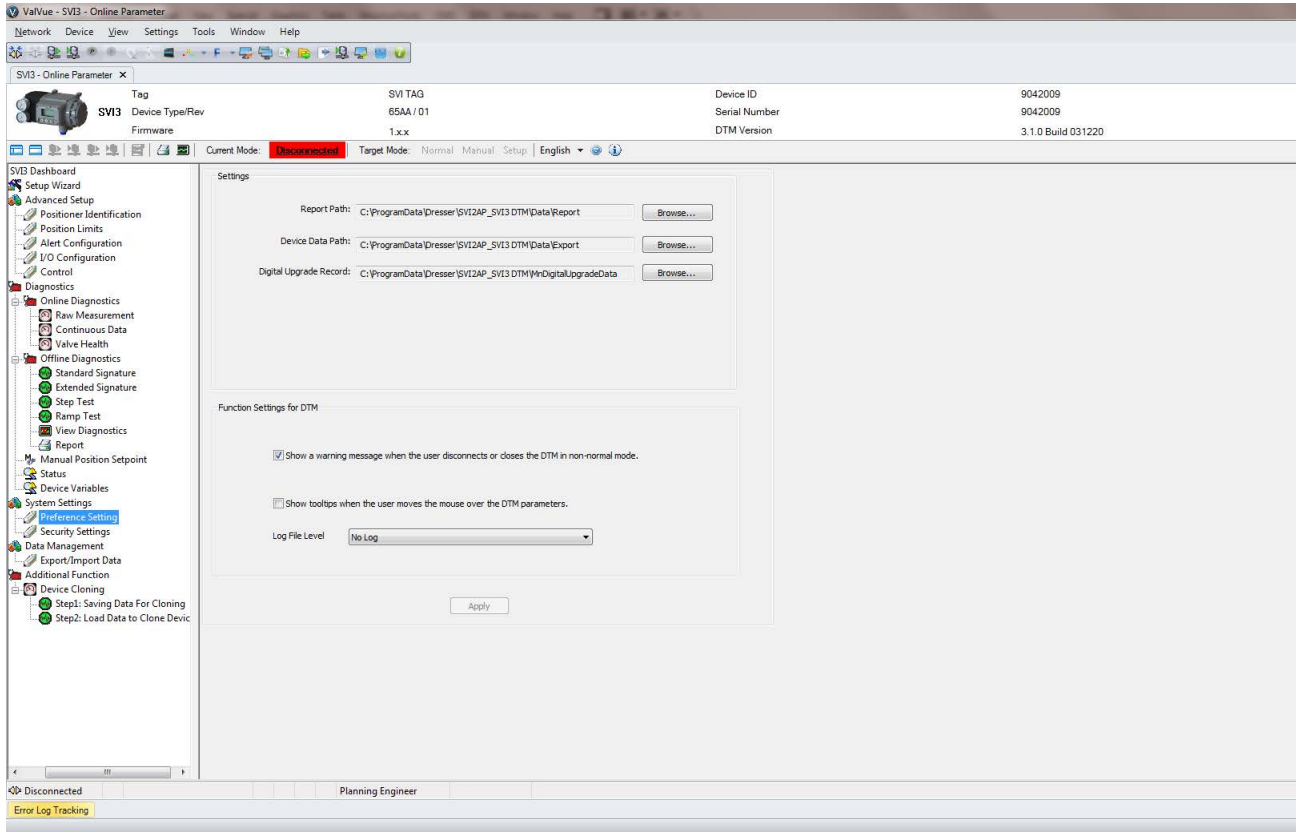 ValVue - SVI3 - Online Parameter
Network Device View Settings Tools Window Help
SVI3 - Online Parameter X
Tag SVI TAG Device ID 9042009
SVI3 Device Type/Rev 65AA / 01 Serial Number 9042009
Firmware 1.x.x DTM Version 3.1.0 Build 031220
Current Mode: Disconnected Target Mode: Normal Manual Setup English
SVI3 Dashboard
Setup Wizard
Advanced Setup
Positioner Identification
Position Limits
Alert Configuration
I/O Configuration
Control
Diagnostics
Online Diagnostics
Raw Measurement
Continuous Data
Valve Health
Offline Diagnostics
Standard Signature
Extended Signature
Step Test
Ramp Test
View Diagnostics
Report
Manual Position Setpoint
Status
Device Variables
System Settings
Preference Setting
Security Settings
Data Management
Export/Import Data
Additional Function
Device Cloning
Step1: Saving Data For Cloning
Step2: Load Data to Clone Devic
Settings
Report Path: C:\ProgramData\Dresser\SVI2AP_SVI3 DTM\Data\Report Browse...
Device Data Path: C:\ProgramData\Dresser\SVI2AP_SVI3 DTM\Data\Export Browse...
Digital Upgrade Record: C:\ProgramData\Dresser\SVI2AP_SVI3 DTM\MnDigitalUpgradeData Browse...
Function Settings for DTM
Show a warning message when the user disconnects or closes the DTM in non-normal mode.
Show tooltips when the user moves the mouse over the DTM parameters.
Log File Level No Log
Apply
Disconnected Planning Engineer
Error Log Tracking